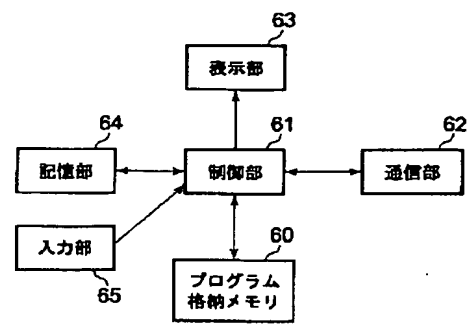 63
表示部
64
61
62
記憶部
制御部
通信部
入力部
65
60
プログラム
格納メモリ